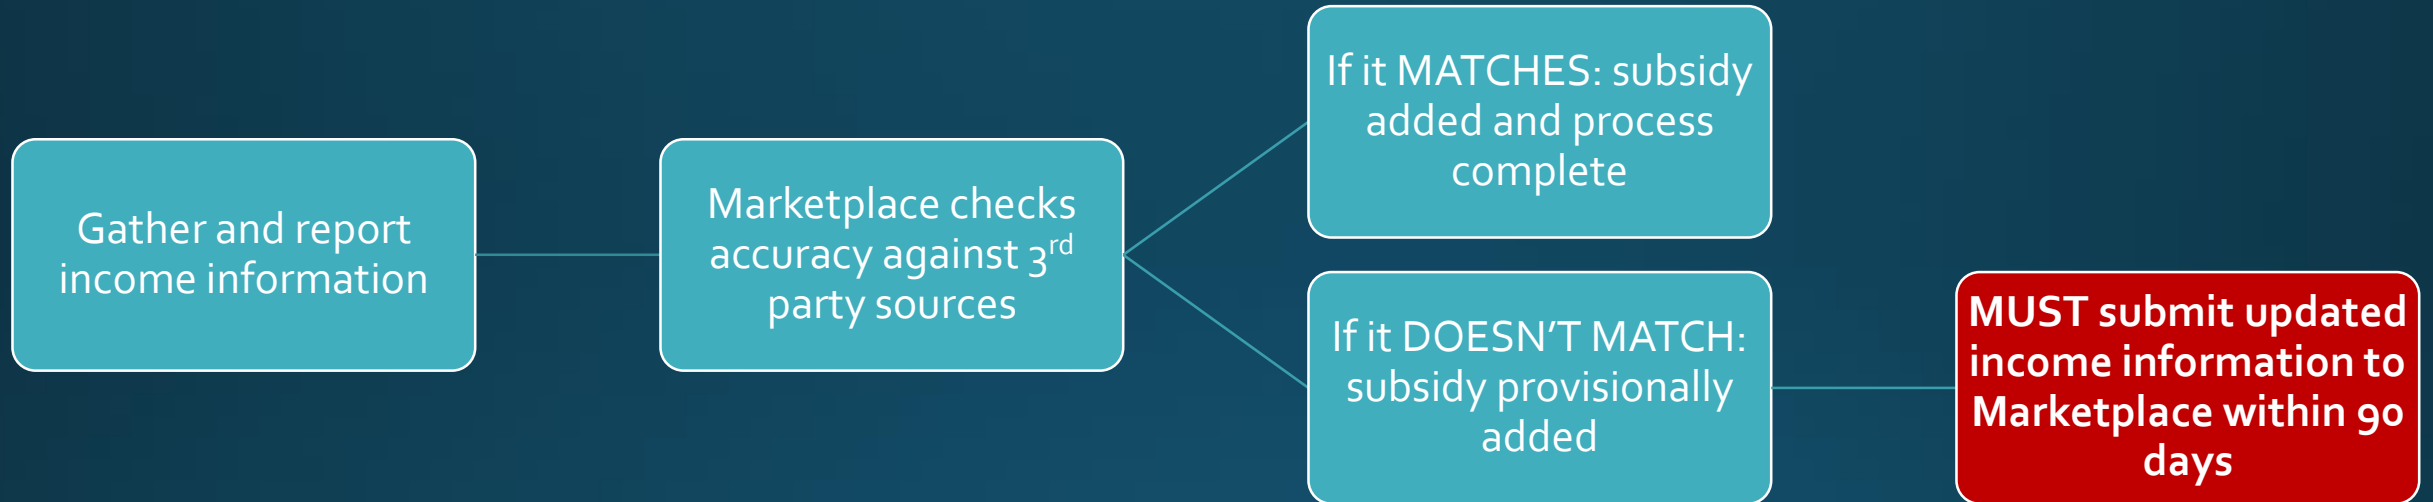 Gather and report
income information
Marketplace checks
accuracy against 3rd
party sources
If it MATCHES: subsidy
added and process
complete
If it DOESN'T MATCH:
subsidy provisionally
added
MUST submit updated
income information to
Marketplace within 90
days